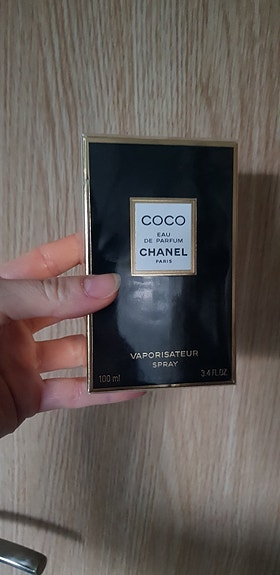 COCO
EAU
DE PARFUM
CHANEL
PARIS
VAPORISATEUR
SPRAY
100 ml 3.4 FL.OZ.